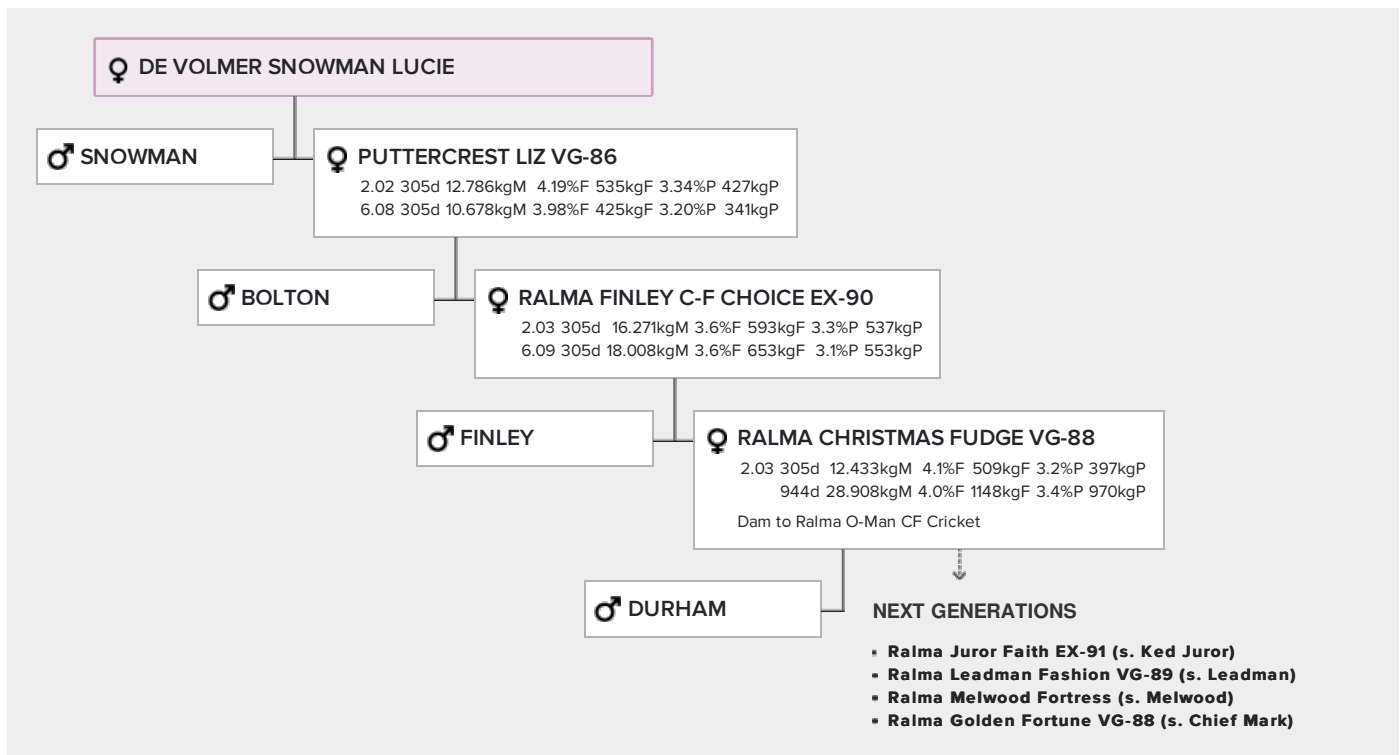 DE VOLMER SNOWMAN LUCIE
SNOWMAN
PUTTERCREST LIZ VG-86
2.02 305d 12.786kgM 4.19%F 535kgF 3.34%P 427kgP
6.08 305d 10.678kgM 3.98%F 425kgF 3.20%P 341kgP
BOLTON
RALMA FINLEY C-F CHOICE EX-90
2.03 305d 16.271kgM 3.6%F 593kgF 3.3%P 537kgP
6.09 305d 18.008kgM 3.6%F 653kgF 3.1%P 553kgP
FINLEY
RALMA CHRISTMAS FUDGE VG-88
2.03 305d 12.433kgM 4.1%F 509kgF 3.2%P 397kgP
944d 28.908kgM 4.0%F 1148kgF 3.4%P 970kgP
Dam to Ralma O-Man CF Cricket
DURHAM
NEXT GENERATIONS
Ralma Juror Faith EX-91 (s. Ked Juror)
Ralma Leadman Fashion VG-89 (s. Leadman)
Ralma Melwood Fortress (s. Melwood)
Ralma Golden Fortune VG-88 (s. Chief Mark)